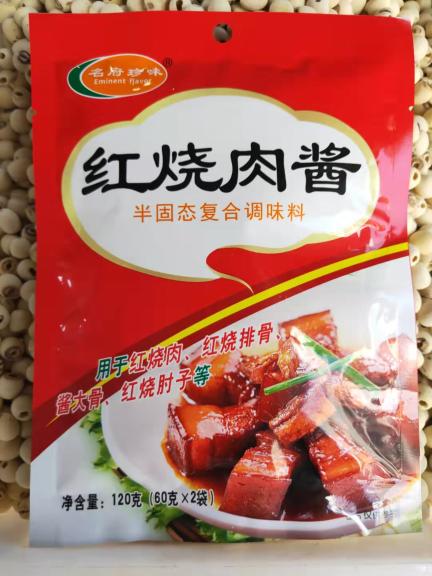 名府珍味®
Eminent flavor
红烧肉酱
半固态复合调味料
用于红烧肉、红烧排骨、
酱大骨、红烧肘子等
净含量：120克（60克×2袋）